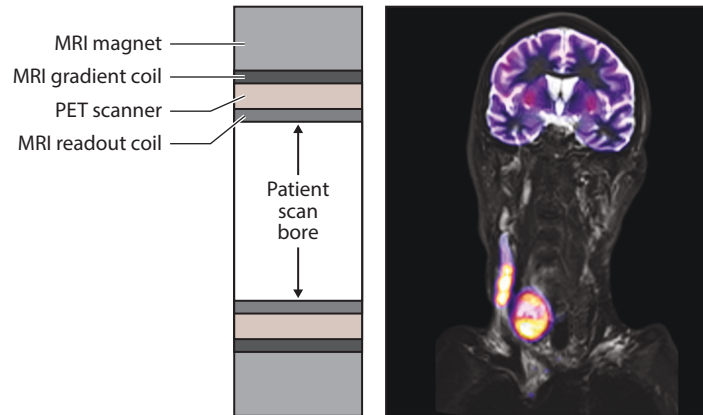 MRI magnet
MRI gradient coil
PET scanner
MRI readout coil
Patient
scan
bore